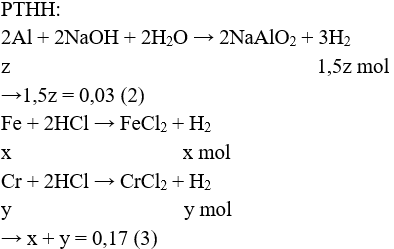 PTHH:
2Al + 2NaOH + 2H₂O → 2NaAlO₂ + 3H₂
z 1,5z mol
→1,5z = 0,03 (2)
Fe + 2HCl → FeCl₂ + H₂
x x mol
Cr + 2HCl → CrCl₂ + H₂
y y mol
→ x + y = 0,17 (3)